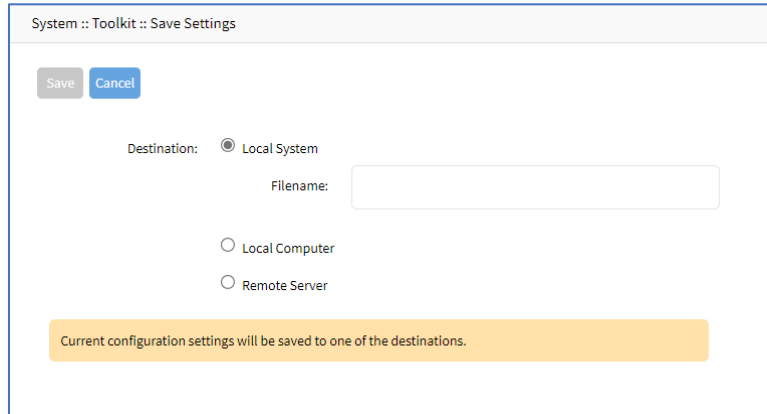 System :: Toolkit :: Save Settings
Save Cancel
Destination: Local System
Filename:
Local Computer
Remote Server
Current configuration settings will be saved to one of the destinations.